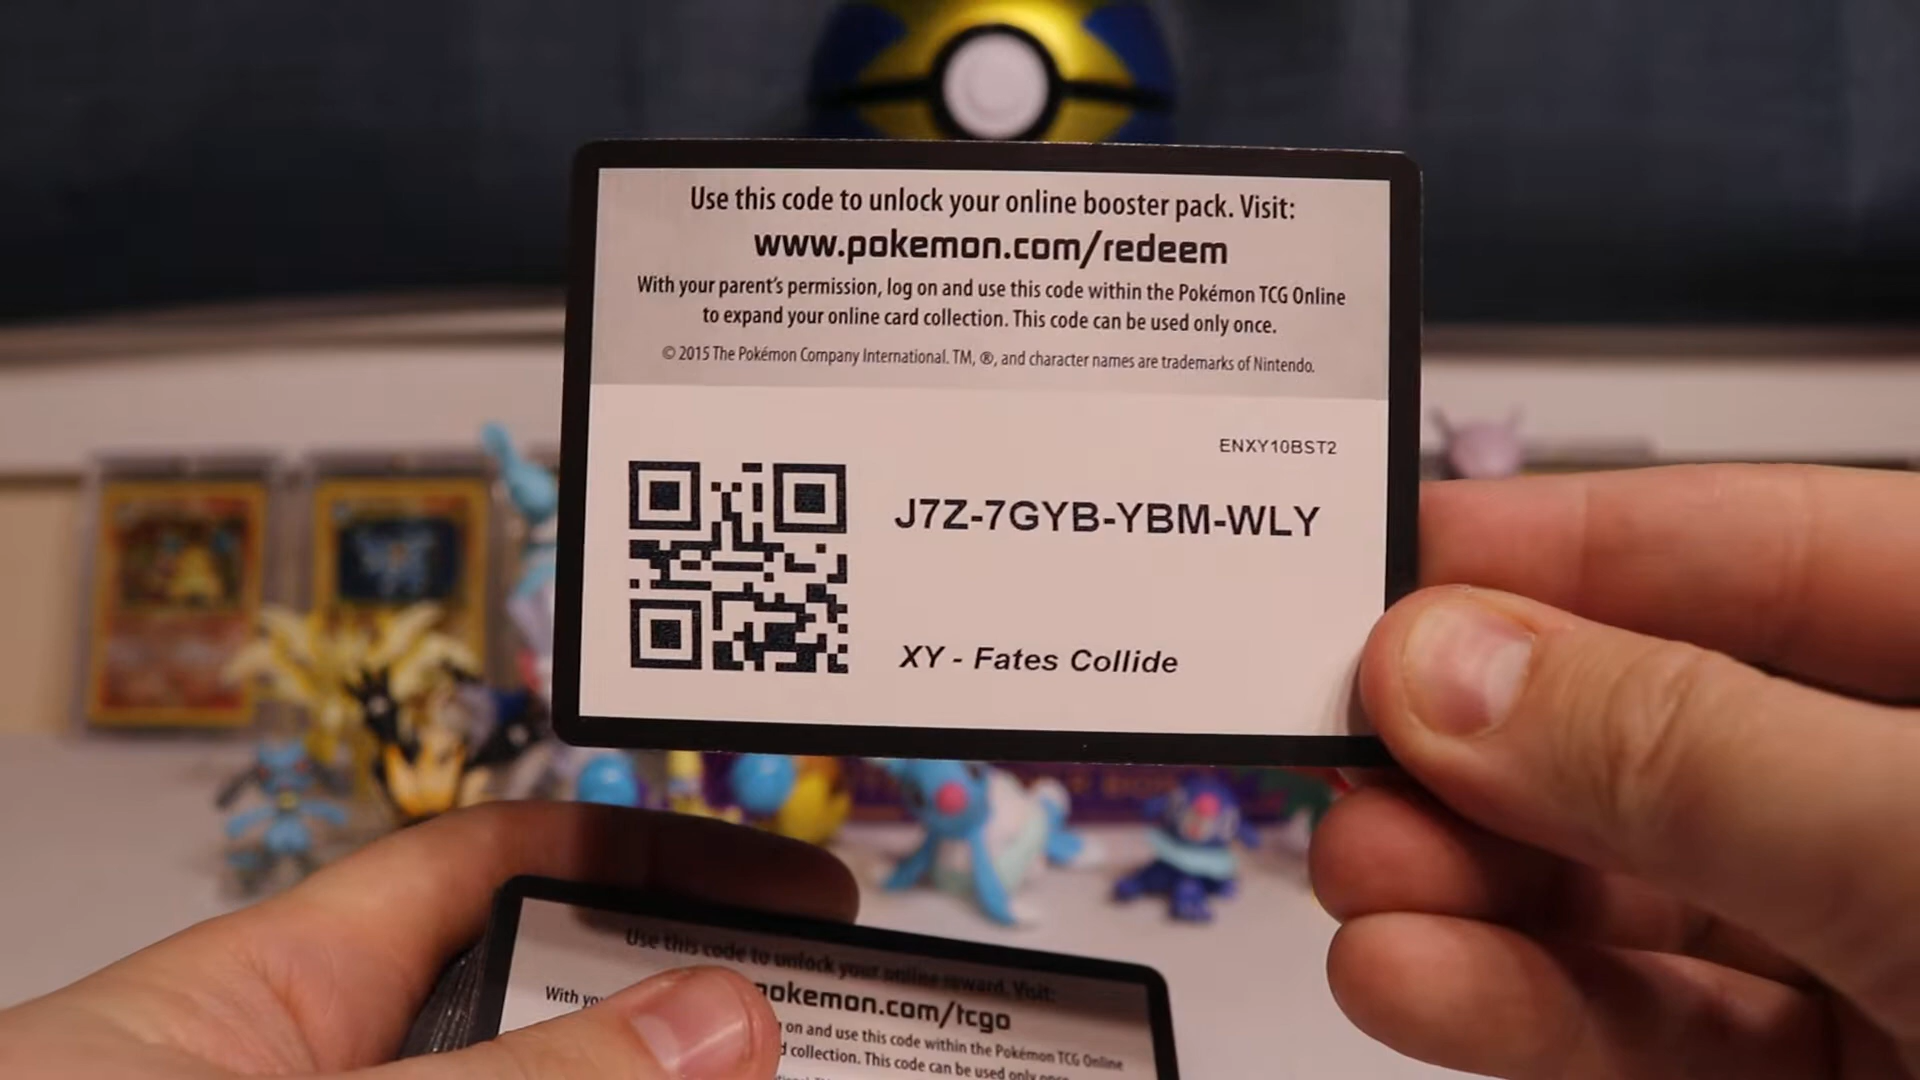 Use this code to unlock your online booster pack. Visit:
www.pokemon.com/redeem
With your parent's permission, log on and use this code within the Pokémon TCG Online
to expand your online card collection. This code can be used only once.
© 2015 The Pokémon Company International. TM, ®, and character names are trademarks of Nintendo.
ENXY10BST2
J7Z-7GYB-YBM-WLY
XY - Fates Collide
Use this code to unlock your online reward. Visit:
pokemon.com/tcgo
With
on and use this code within the Pokémon TCG Online
collection. This code can be used only